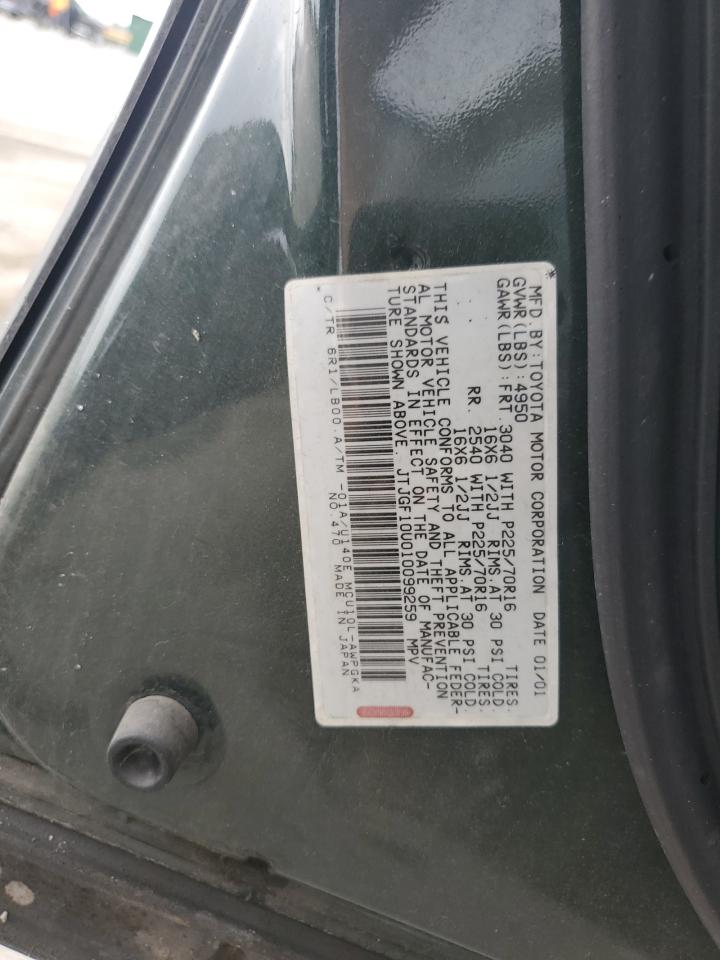 MFD. BY: TOYOTA MOTOR CORPORATION DATE 01/01
GVWR(LBS):4950
GAWR(LBS):FRT. 3040 WITH P225/70R16 TIRES.
16X6 1/2JJ RIMS.AT 30 PSI COLD.
RR. 2540 WITH P225/70R16 TIRES.
16X6 1/2JJ RIMS.AT 30 PSI COLD.
THIS VEHICLE CONFORMS TO ALL APPLICABLE FEDER-
AL MOTOR VEHICLE SAFETY AND THEFT PREVENTION
STANDARDS IN EFFECT ON THE DATE OF MANUFAC-
TURE SHOWN ABOVE. JTJGF10U010099259 MPV
*C/TR 6R1/LB00.A/TM -01A/U140E MCU10L-AWPGKA
NO.470 MADE IN JAPAN